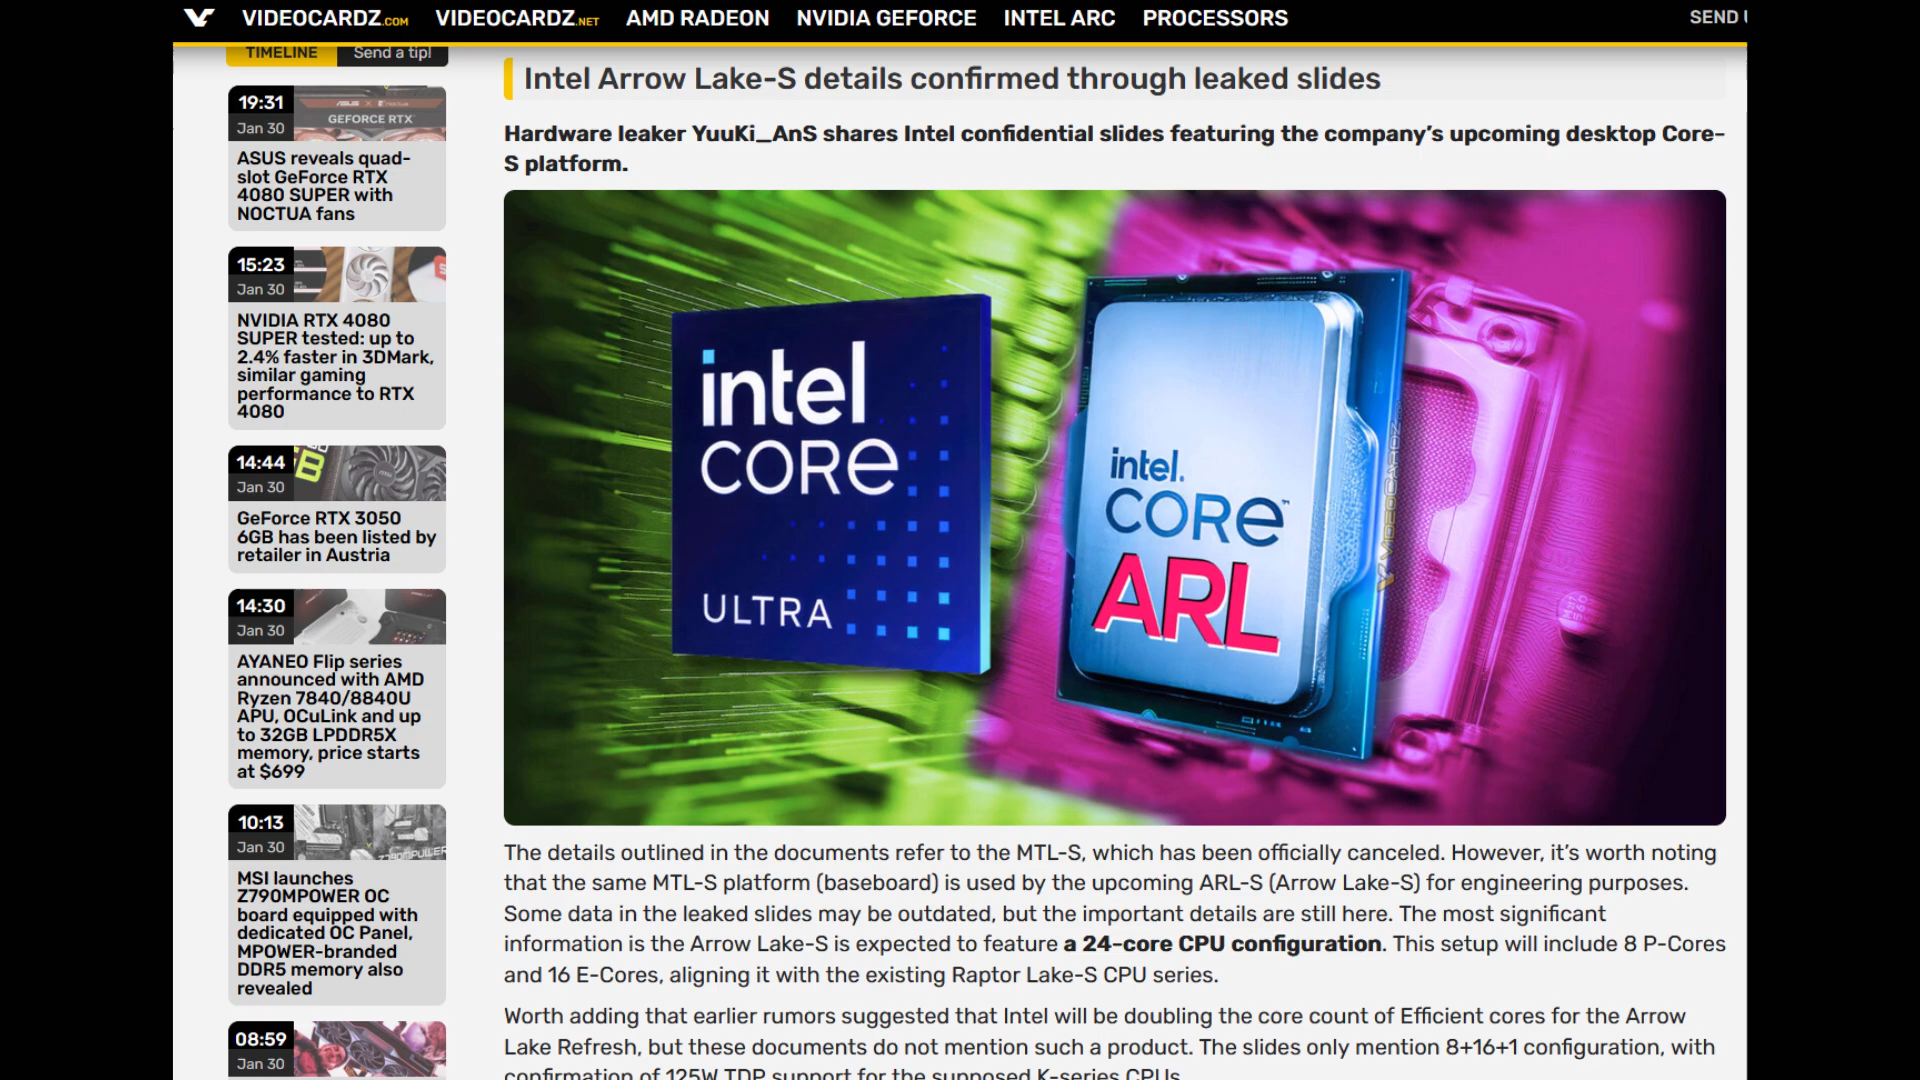 VIDEOCARDZ.COM VIDEOCARDZ.NET AMD RADEON NVIDIA GEFORCE INTEL ARC PROCESSORS SEND
TIMELINE Send a tip!
19:31
Jan 30
GEFORCE RTX
ASUS reveals quad-
slot GeForce RTX
4080 SUPER with
NOCTUA fans
15:23
Jan 30
NVIDIA RTX 4080
SUPER tested: up to
2.4% faster in 3DMark,
similar gaming
performance to RTX
4080
14:44
Jan 30
GeForce RTX 3050
6GB has been listed by
retailer in Austria
14:30
Jan 30
AYANEO Flip series
announced with AMD
Ryzen 7840/8840U
APU, OCuLink and up
to 32GB LPDDR5X
memory, price starts
at $699
10:13
Jan 30
MSI launches
Z790MPOWER OC
board equipped with
dedicated OC Panel,
MPOWER-branded
DDR5 memory also
revealed
08:59
Jan 30
Intel Arrow Lake-S details confirmed through leaked slides
Hardware leaker YuuKi_AnS shares Intel confidential slides featuring the company's upcoming desktop Core-
S platform.
intel
CORE
ULTRA
intel.
CORE™
ARL
VIDEOCARDZ
The details outlined in the documents refer to the MTL-S, which has been officially canceled. However, it's worth noting
that the same MTL-S platform (baseboard) is used by the upcoming ARL-S (Arrow Lake-S) for engineering purposes.
Some data in the leaked slides may be outdated, but the important details are still here. The most significant
information is the Arrow Lake-S is expected to feature a 24-core CPU configuration. This setup will include 8 P-Cores
and 16 E-Cores, aligning it with the existing Raptor Lake-S CPU series.
Worth adding that earlier rumors suggested that Intel will be doubling the core count of Efficient cores for the Arrow
Lake Refresh, but these documents do not mention such a product. The slides only mention 8+16+1 configuration, with
confirmation of 125W TDP support for the supposed K-series CPUs.